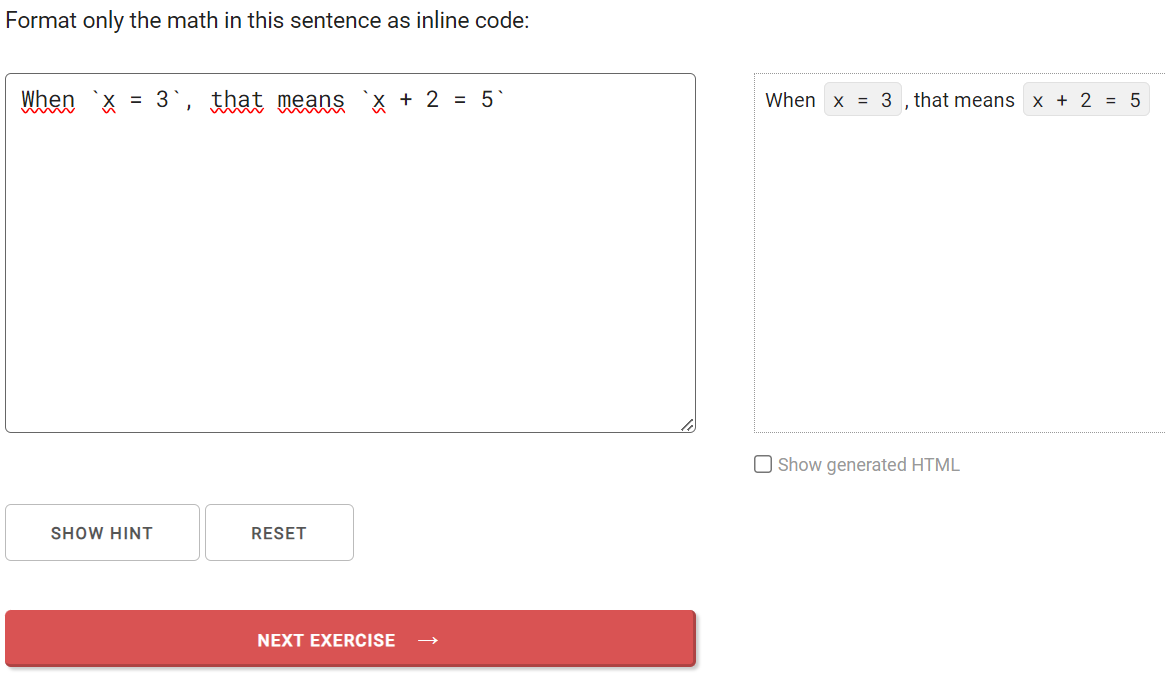 Format only the math in this sentence as inline code:
When `x = 3`, that means `x + 2 = 5`
When x = 3, that means x + 2 = 5
Show generated HTML
SHOW HINT RESET
NEXT EXERCISE →